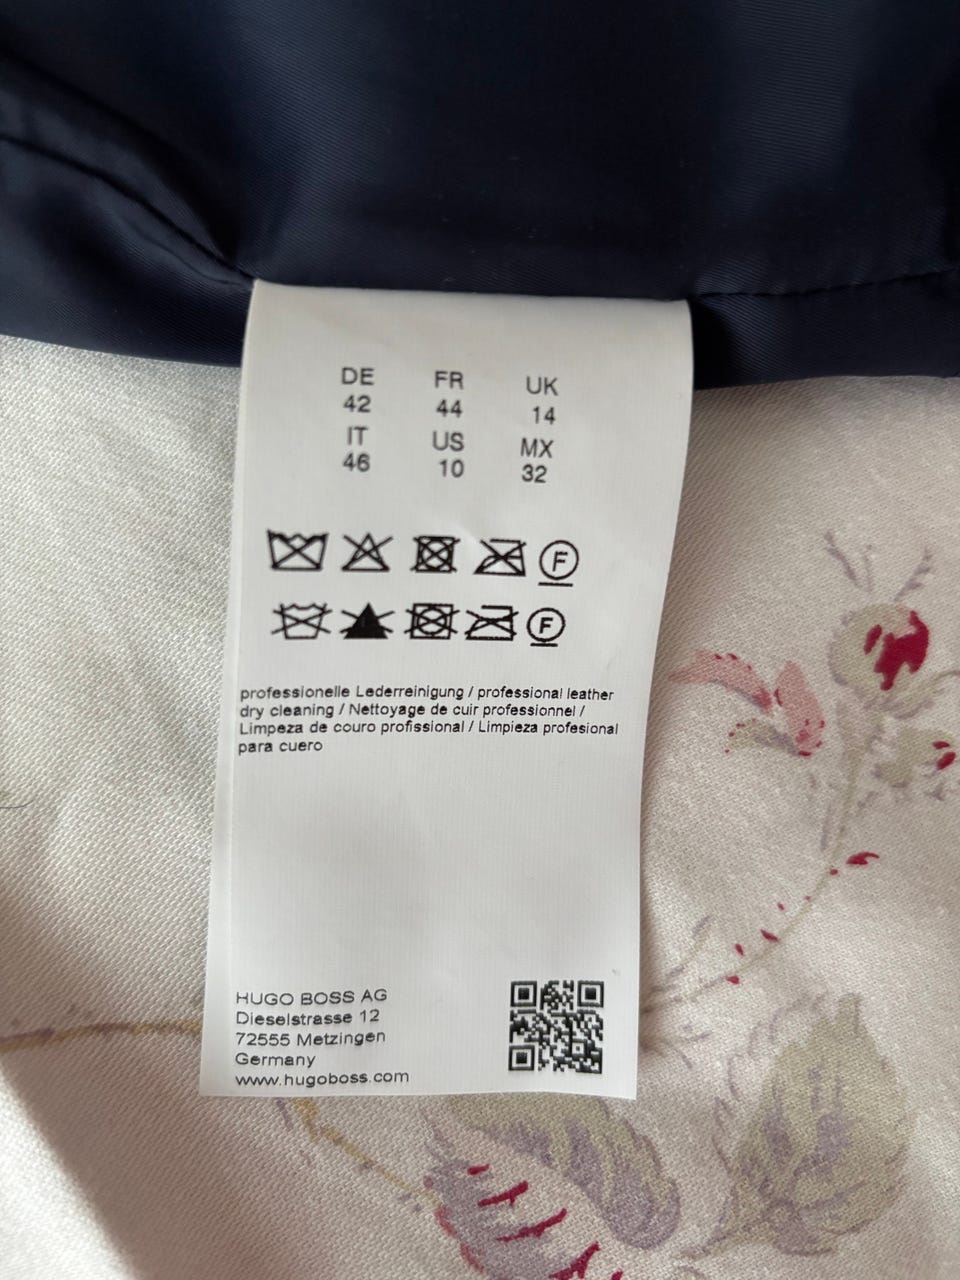 DE FR UK
42 44 14
IT US MX
46 10 32
F
F
professionelle Lederreinigung / professional leather
dry cleaning / Nettoyage de cuir professionnel /
Limpeza de couro profissional / Limpieza profesional
para cuero
HUGO BOSS AG
Dieselstrasse 12
72555 Metzingen
Germany
www.hugoboss.com